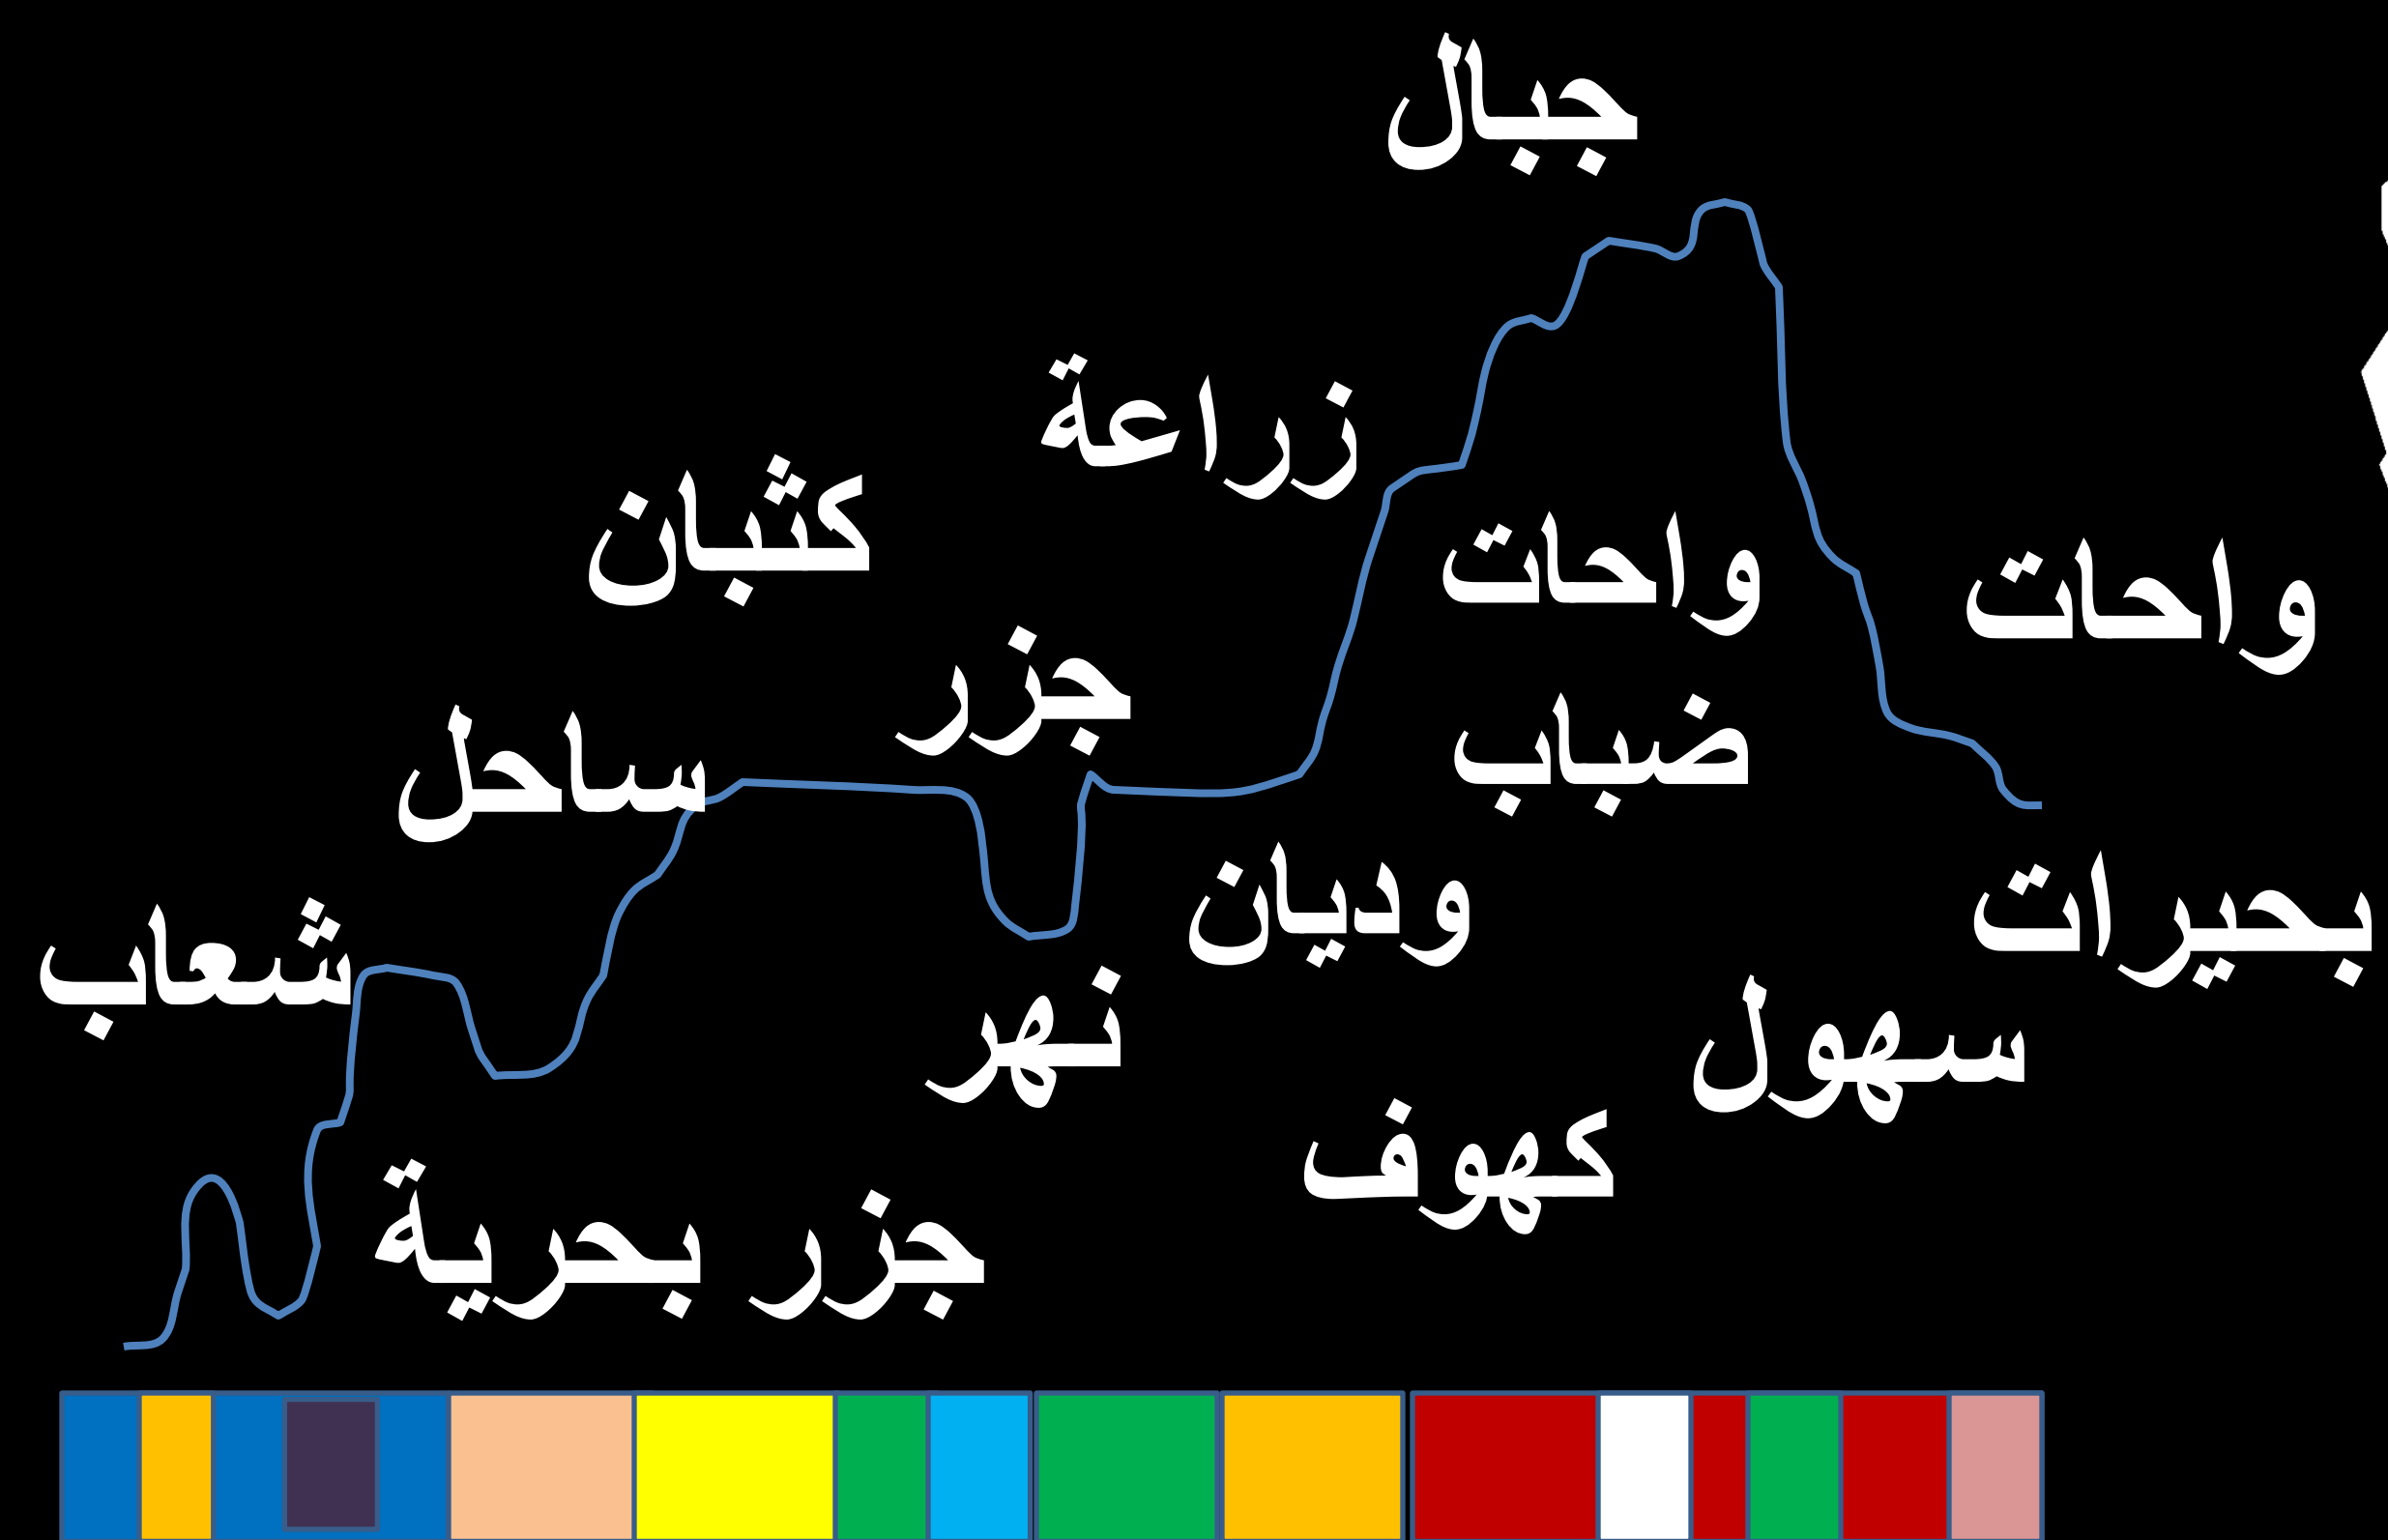 جبال
زراعة
كثبان
واحات
واحات
جزر
ضباب
ساحل
وديان
بحيرات
شعاب
نهر
سهول
كهوف
جزر بحرية